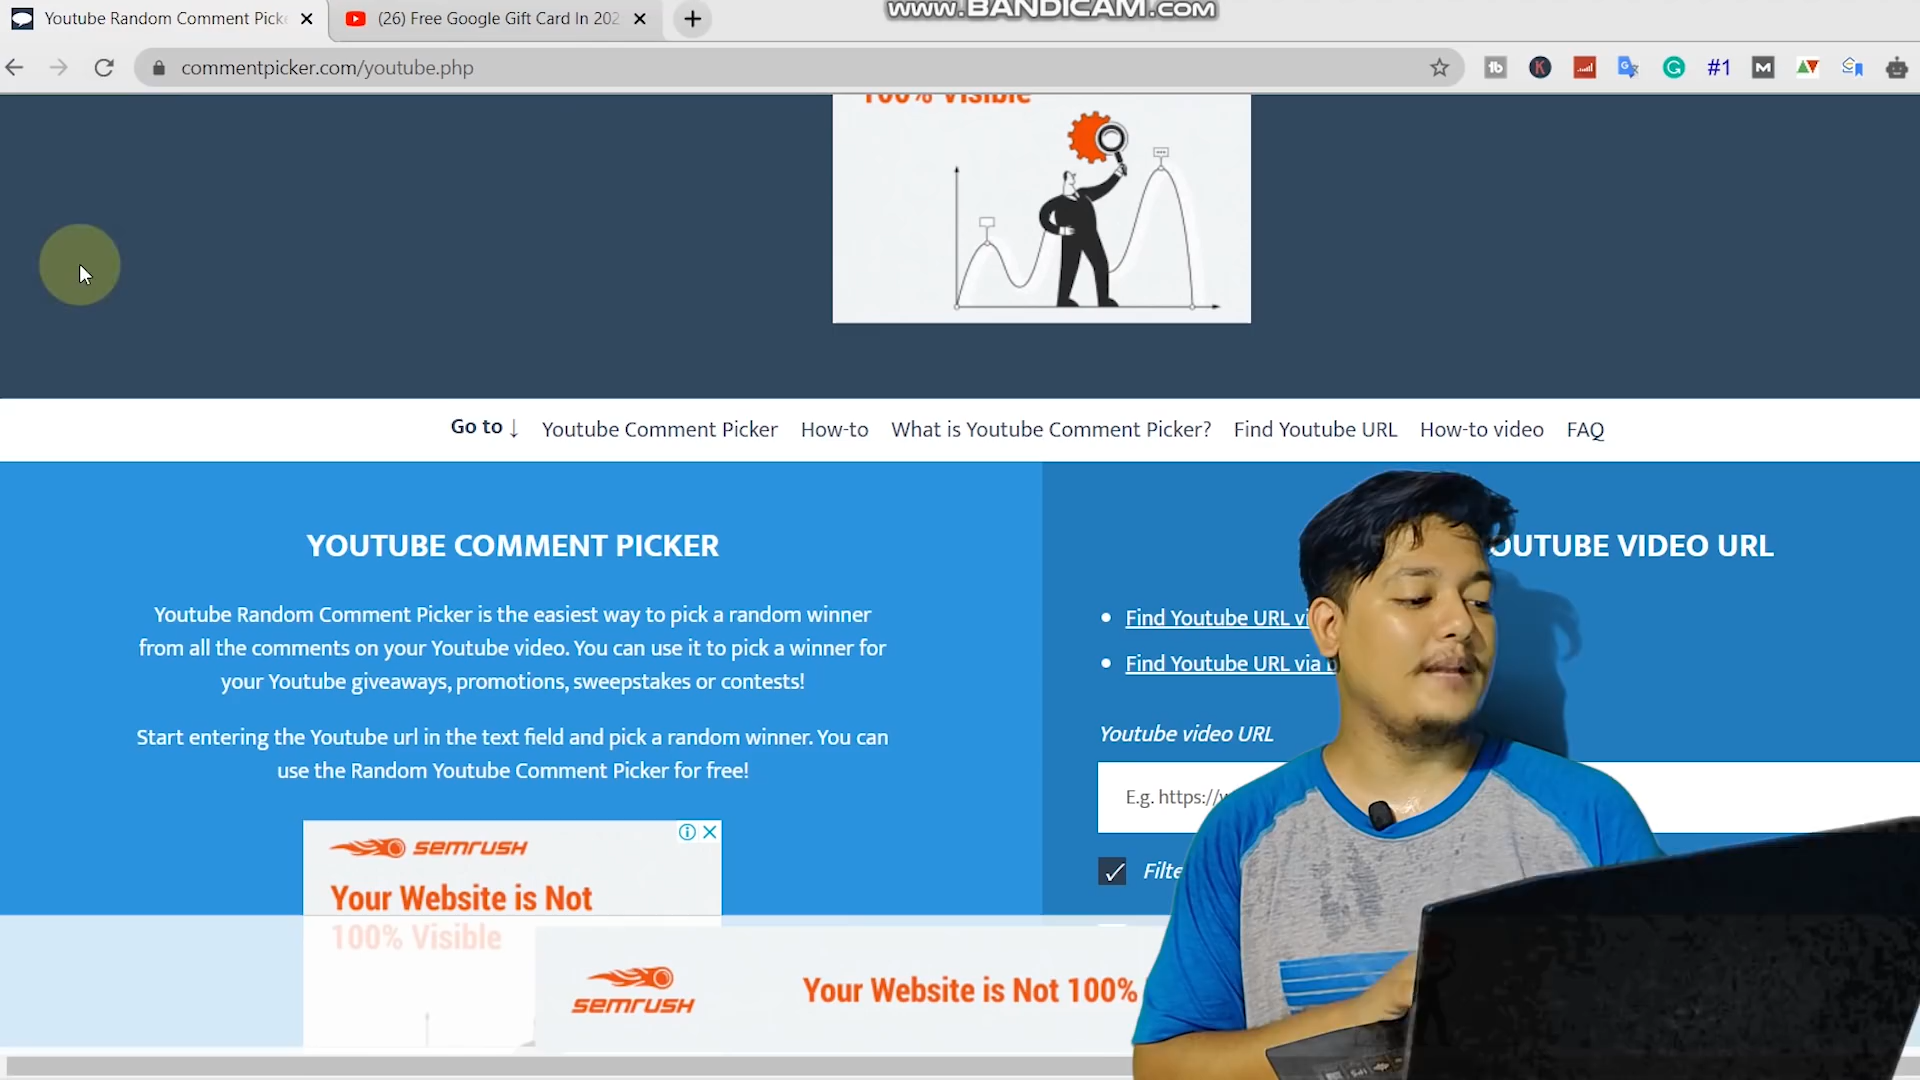 www.BANDICAM.com
Youtube Random Comment Picke
(26) Free Google Gift Card In 202
commentpicker.com/youtube.php
#1
100% Visible
Go to ↓ Youtube Comment Picker How-to What is Youtube Comment Picker? Find Youtube URL How-to video FAQ
YOUTUBE COMMENT PICKER
Youtube Random Comment Picker is the easiest way to pick a random winner
from all the comments on your Youtube video. You can use it to pick a winner for
your Youtube giveaways, promotions, sweepstakes or contests!
Start entering the Youtube url in the text field and pick a random winner. You can
use the Random Youtube Comment Picker for free!
SEMRUSH
Your Website is Not
100% Visible
OUTUBE VIDEO URL
Find Youtube URL vi
Find Youtube URL via
Youtube video URL
E.g. https://
Filte
SEMRUSH
Your Website is Not 100%